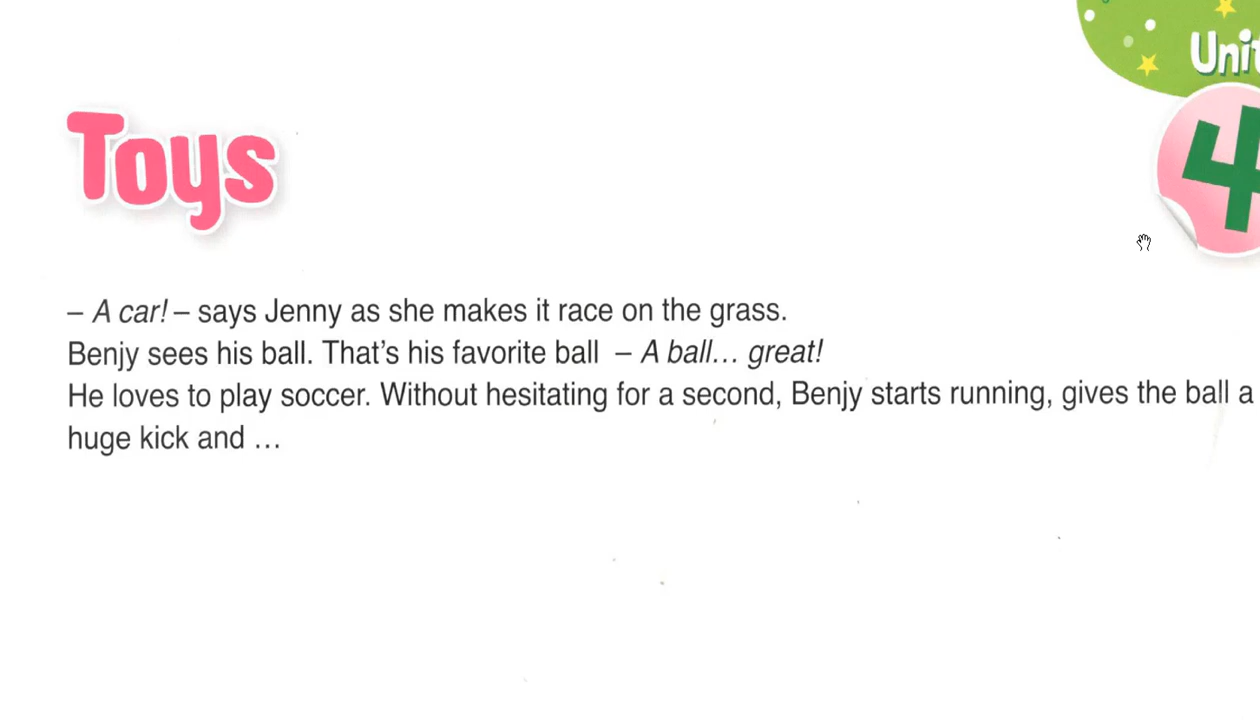 Unit
4
Toys
– A car! – says Jenny as she makes it race on the grass.
Benjy sees his ball. That's his favorite ball – A ball... great!
He loves to play soccer. Without hesitating for a second, Benjy starts running, gives the ball a
huge kick and ...